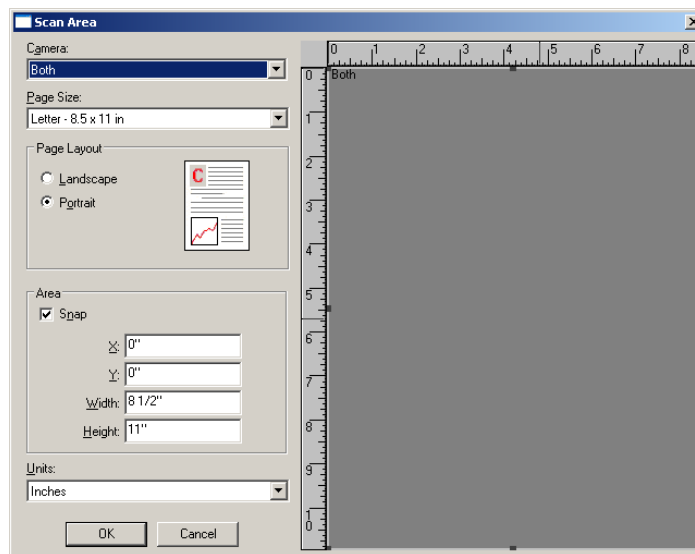 Scan Area
Camera:
Both
Page Size:
Letter - 8.5 x 11 in
Page Layout
Landscape
Portrait
C
Area
Snap
X: 0"
Y: 0"
Width: 8 1/2"
Height: 11"
Units:
Inches
OK Cancel
0 1 2 3 4 5 6 7 8
0
1
2
3
4
5
6
7
8
9
10
Both